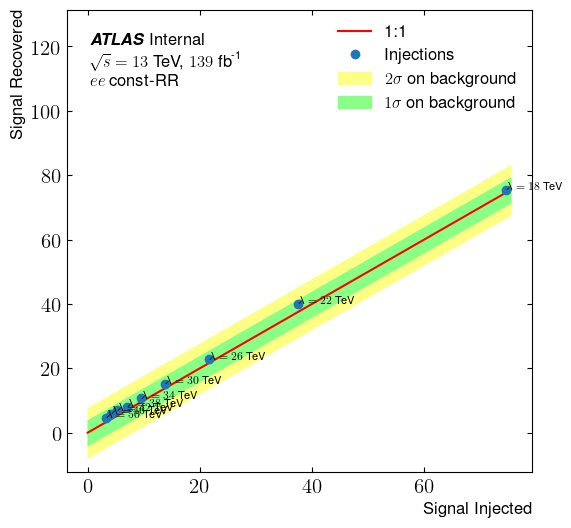 ATLAS Internal
√s = 13 TeV, 139 fb⁻¹
ee const-RR
1:1
Injections
2σ on background
1σ on background
Signal Recovered
120
100
80
60
40
20
0
λ = 18 TeV
λ = 22 TeV
λ = 26 TeV
λ = 30 TeV
λ = 34 TeV
λ = 38 TeV
0
20
40
60
Signal Injected